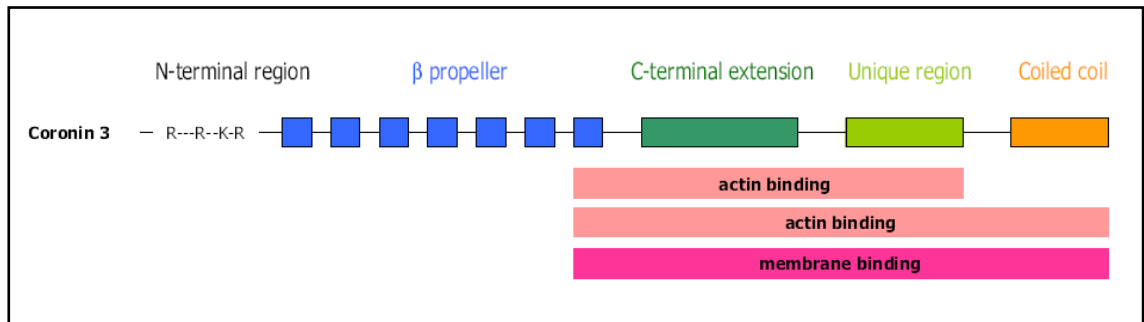 N-terminal region β propeller C-terminal extension Unique region Coiled coil
Coronin 3 R---R--K-R
actin binding
actin binding
membrane binding